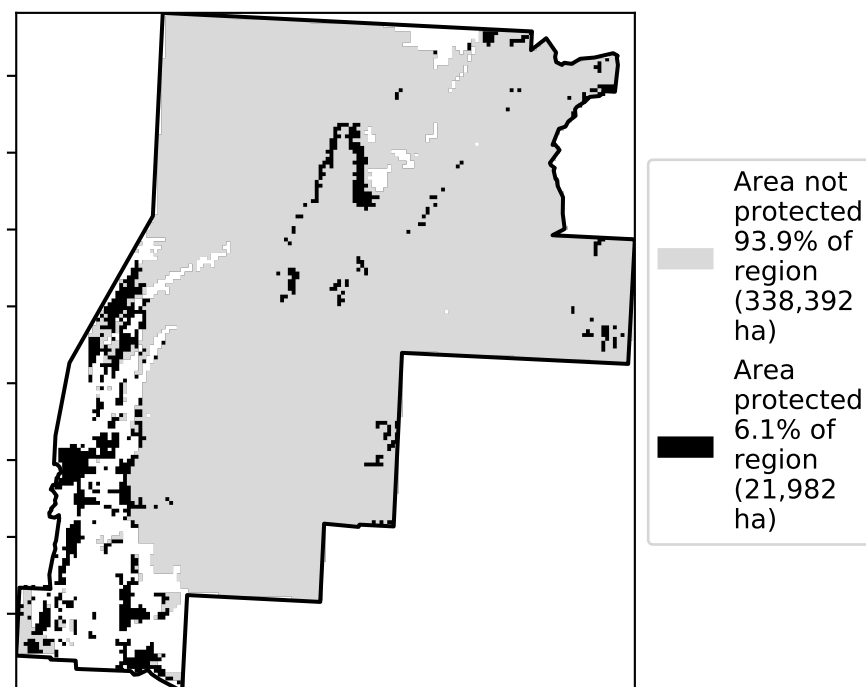 Area not
protected
93.9% of
region
(338,392
ha)
Area
protected
6.1% of
region
(21,982
ha)